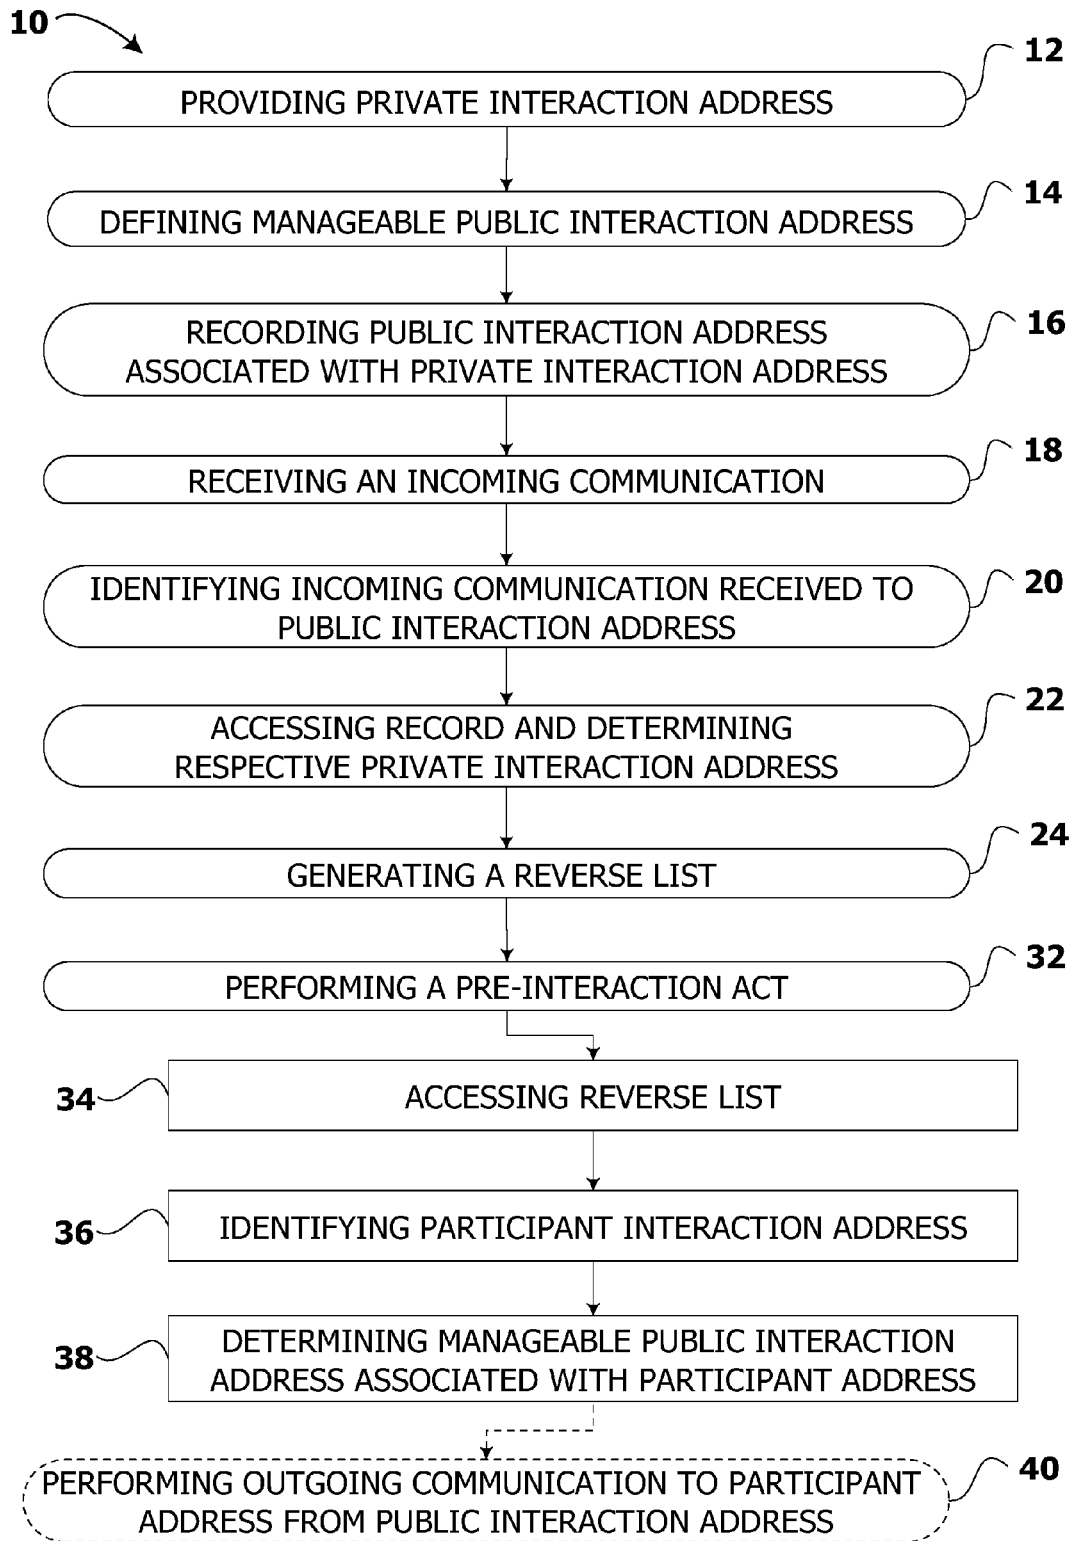 10
12
PROVIDING PRIVATE INTERACTION ADDRESS
14
DEFINING MANAGEABLE PUBLIC INTERACTION ADDRESS
16
RECORDING PUBLIC INTERACTION ADDRESS
ASSOCIATED WITH PRIVATE INTERACTION ADDRESS
18
RECEIVING AN INCOMING COMMUNICATION
20
IDENTIFYING INCOMING COMMUNICATION RECEIVED TO
PUBLIC INTERACTION ADDRESS
22
ACCESSING RECORD AND DETERMINING
RESPECTIVE PRIVATE INTERACTION ADDRESS
24
GENERATING A REVERSE LIST
32
PERFORMING A PRE-INTERACTION ACT
34
ACCESSING REVERSE LIST
36
IDENTIFYING PARTICIPANT INTERACTION ADDRESS
38
DETERMINING MANAGEABLE PUBLIC INTERACTION
ADDRESS ASSOCIATED WITH PARTICIPANT ADDRESS
40
PERFORMING OUTGOING COMMUNICATION TO PARTICIPANT
ADDRESS FROM PUBLIC INTERACTION ADDRESS